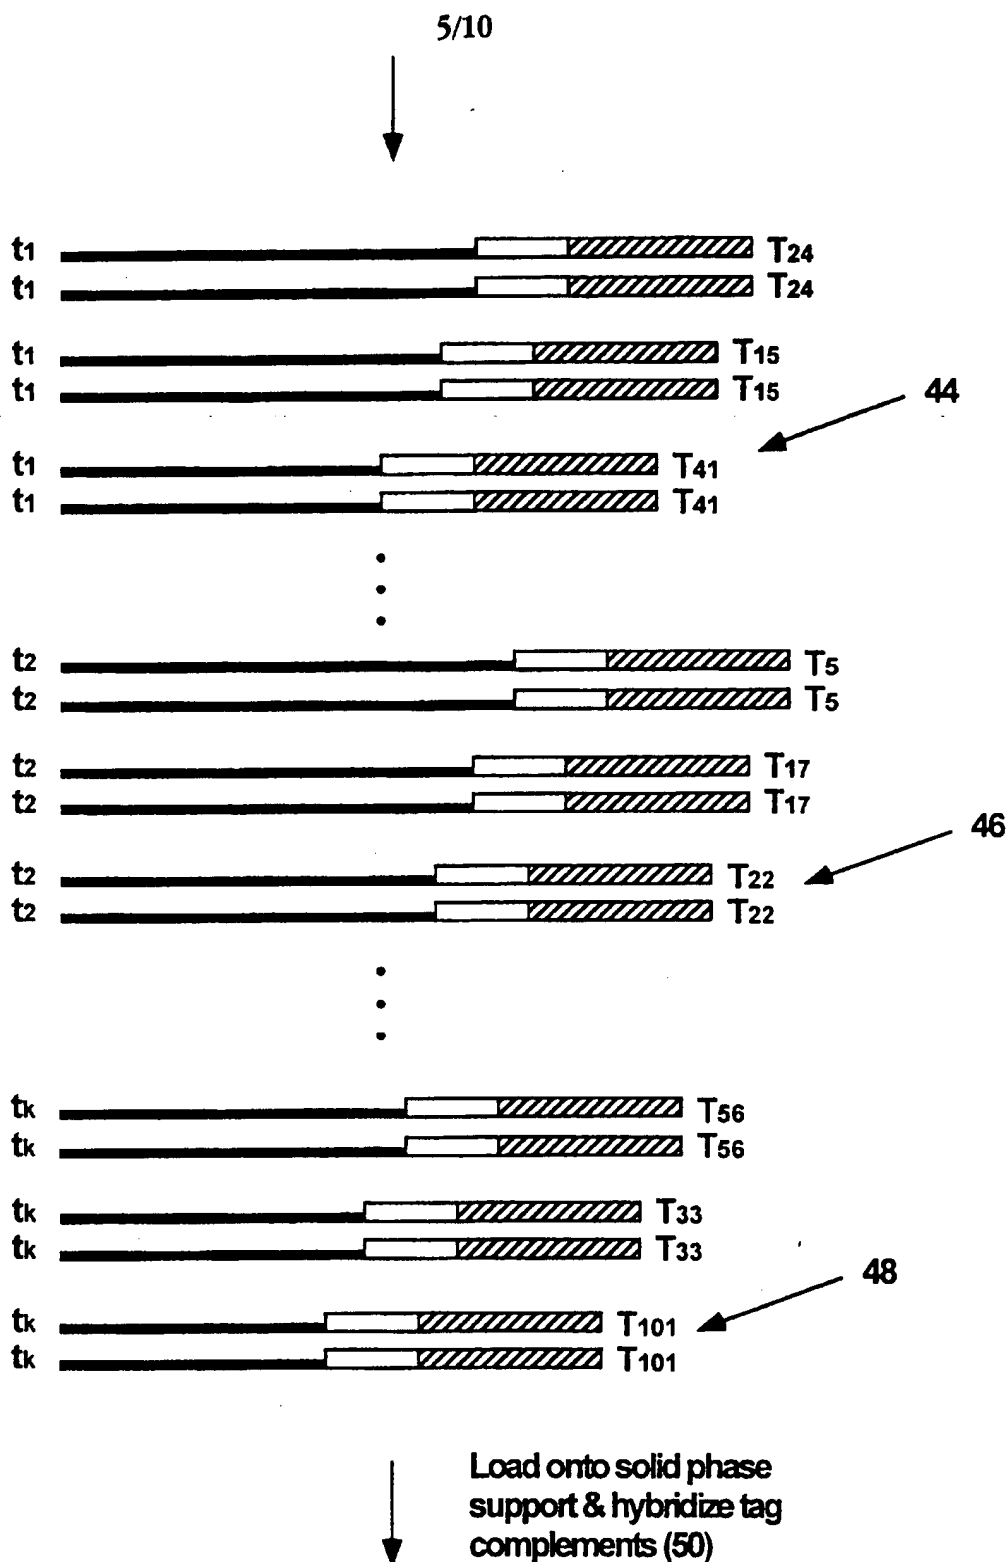 5/10
t1 T24
t1 T24
t1 T15
t1 T15
44
t1 T41
t1 T41
t2 T5
t2 T5
t2 T17
t2 T17
46
t2 T22
t2 T22
tk T56
tk T56
tk T33
tk T33
48
tk T101
tk T101
Load onto solid phase
support & hybridize tag
complements (50)